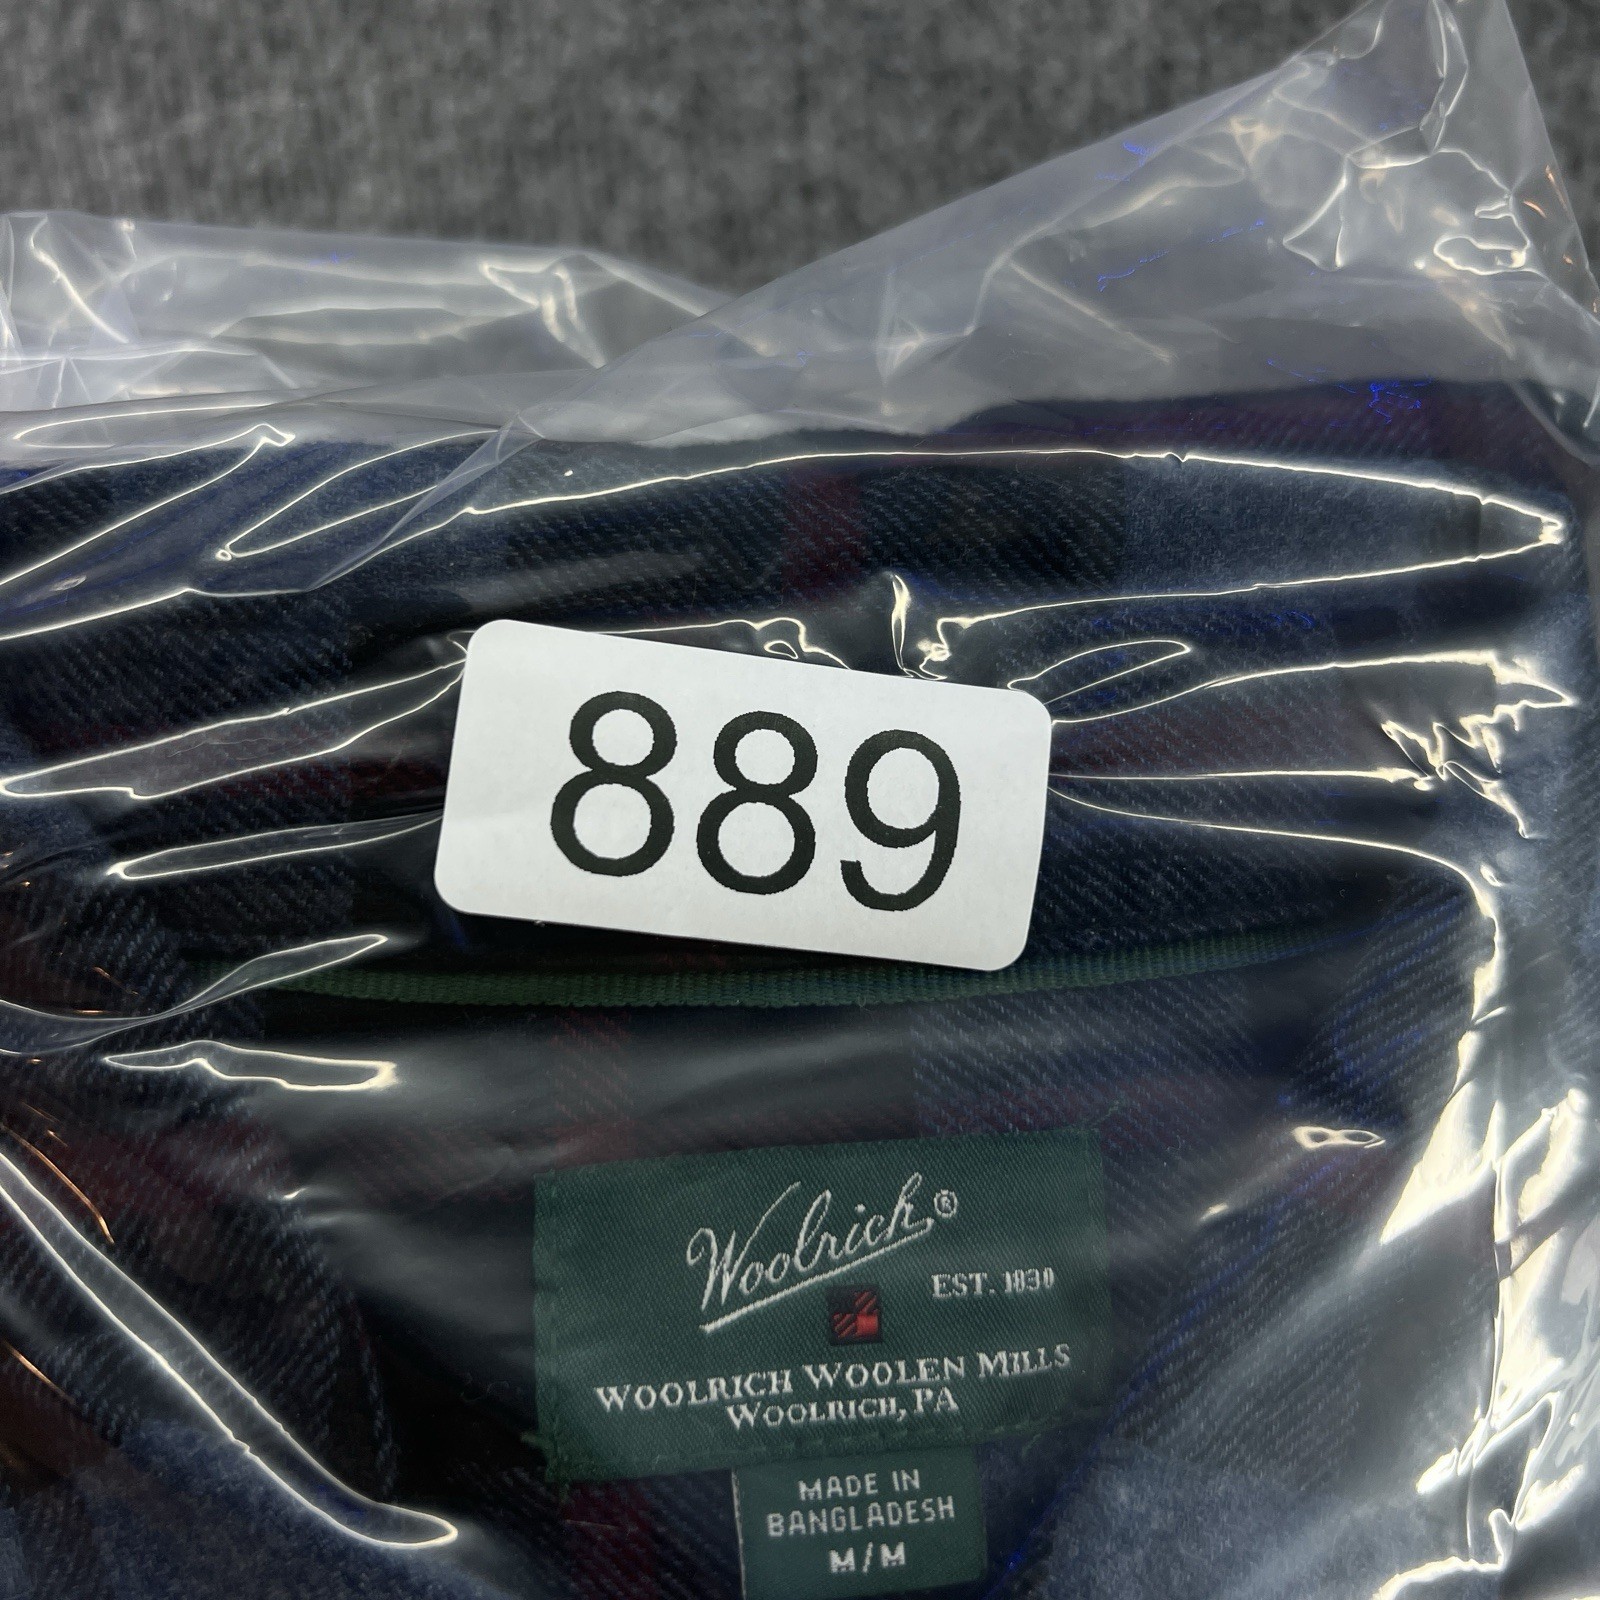 889
Woolrich®
EST. 1830
WOOLRICH WOOLEN MILLS
WOOLRICH, PA
MADE IN
BANGLADESH
M/M